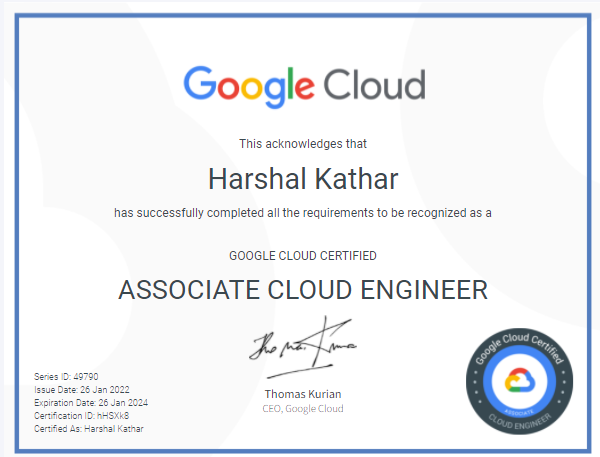 Google Cloud
This acknowledges that
Harshal Kathar
has successfully completed all the requirements to be recognized as a
GOOGLE CLOUD CERTIFIED
ASSOCIATE CLOUD ENGINEER
Thomas Kurian
CEO, Google Cloud
Series ID: 49790
Issue Date: 26 Jan 2022
Expiration Date: 26 Jan 2024
Certification ID: hHSXk8
Certified As: Harshal Kathar
Google Cloud Certified
ASSOCIATE
CLOUD ENGINEER